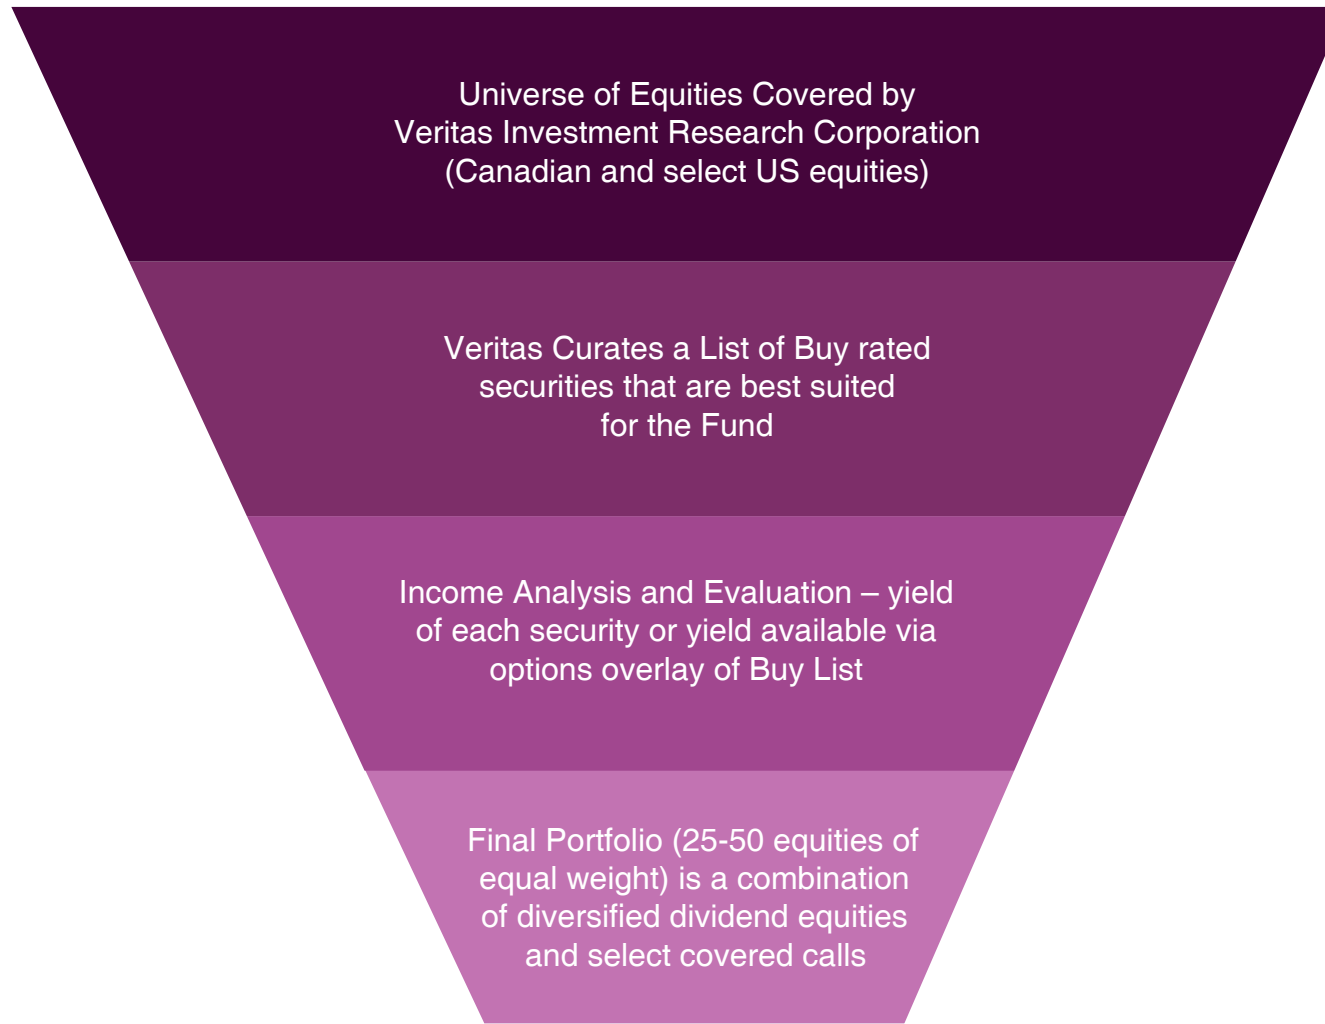 Universe of Equities Covered by
Veritas Investment Research Corporation
(Canadian and select US equities)
Veritas Curates a List of Buy rated
securities that are best suited
for the Fund
Income Analysis and Evaluation – yield
of each security or yield available via
options overlay of Buy List
Final Portfolio (25-50 equities of
equal weight) is a combination
of diversified dividend equities
and select covered calls